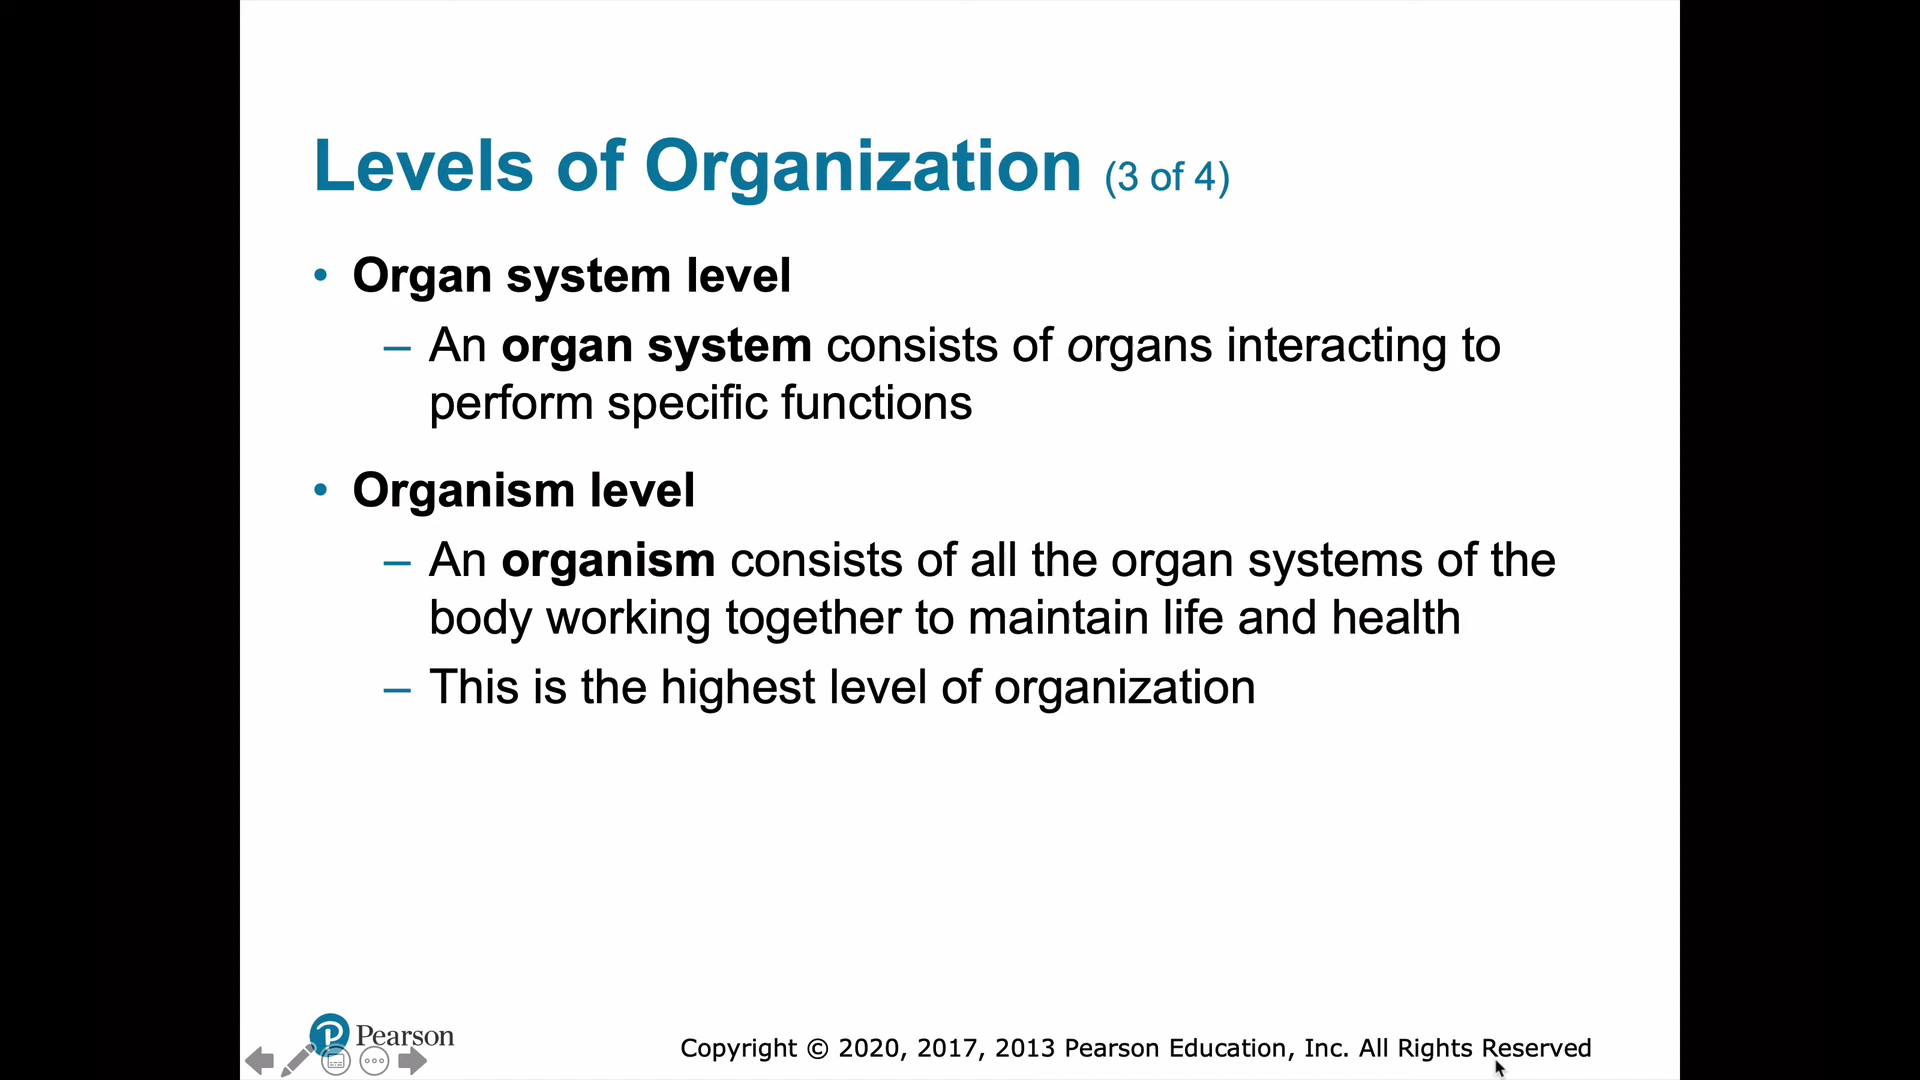 Levels of Organization (3 of 4)
• Organ system level
– An organ system consists of organs interacting to
perform specific functions
• Organism level
– An organism consists of all the organ systems of the
body working together to maintain life and health
– This is the highest level of organization
Pearson
Copyright © 2020, 2017, 2013 Pearson Education, Inc. All Rights Reserved